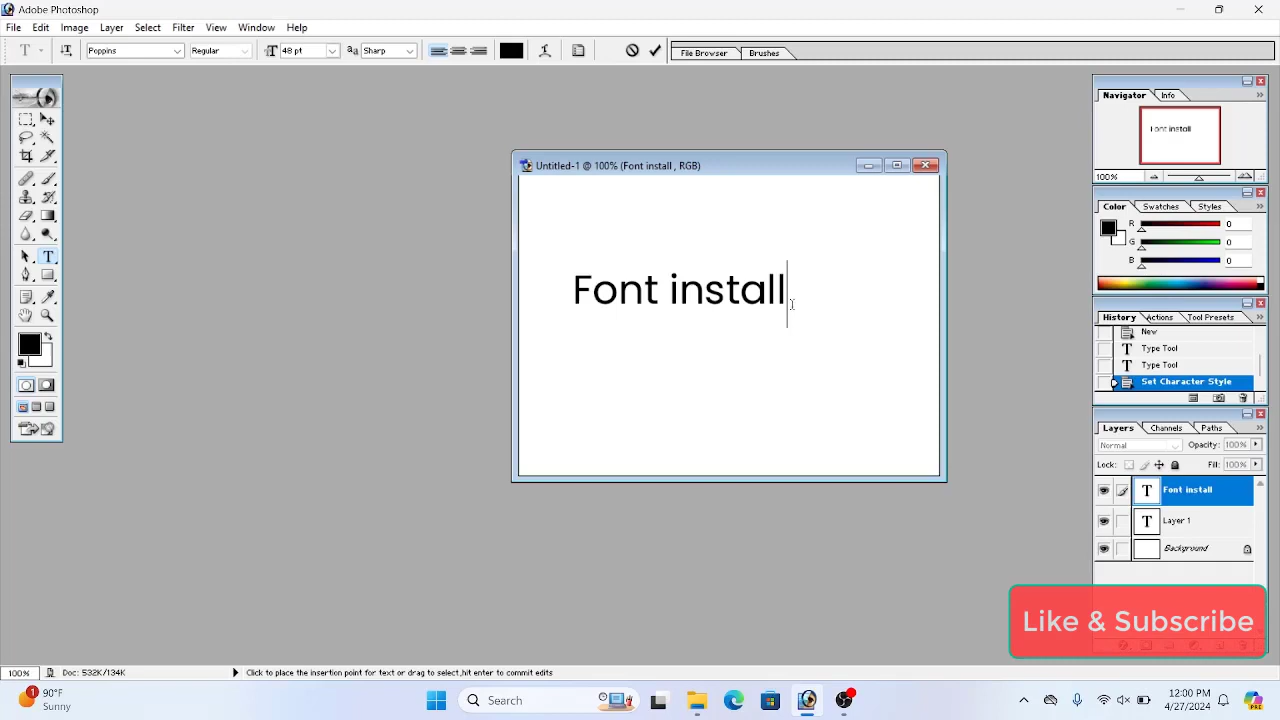 Adobe Photoshop
File Edit Image Layer Select Filter View Window Help
T T Poppins Regular T 48 pt aa Sharp File Browser Brushes
Untitled-1 @ 100% (Font install , RGB)
Font install
Navigator Info
Font install
100%
Color Swatches Styles
R 0
G 0
B 0
History Actions Tool Presets
New
T Type Tool
T Type Tool
Set Character Style
Layers Channels Paths
Normal Opacity: 100%
Lock: Fill: 100%
T Font install
T Layer 1
Background
Like & Subscribe
100% Doc: 532K/134K Click to place the insertion point for text or drag to select,hit enter to commit edits
1 90°F
Sunny
Search
12:00 PM
4/27/2024
PRE